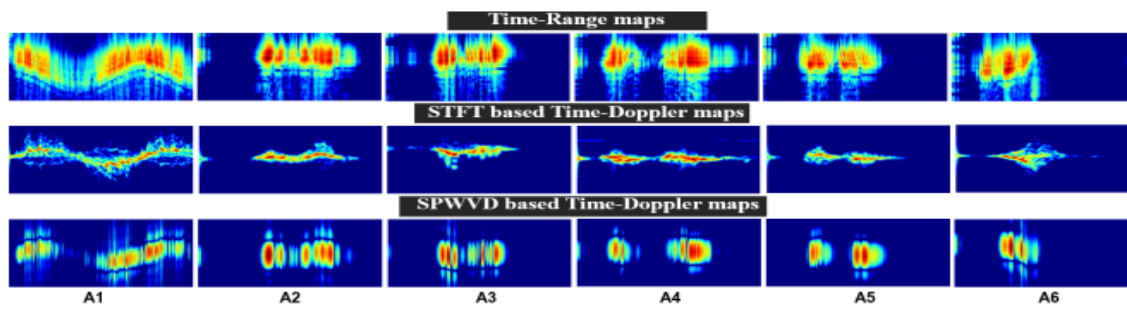 Time-Range maps
STFT based Time-Doppler maps
SPWVD based Time-Doppler maps
A1 A2 A3 A4 A5 A6